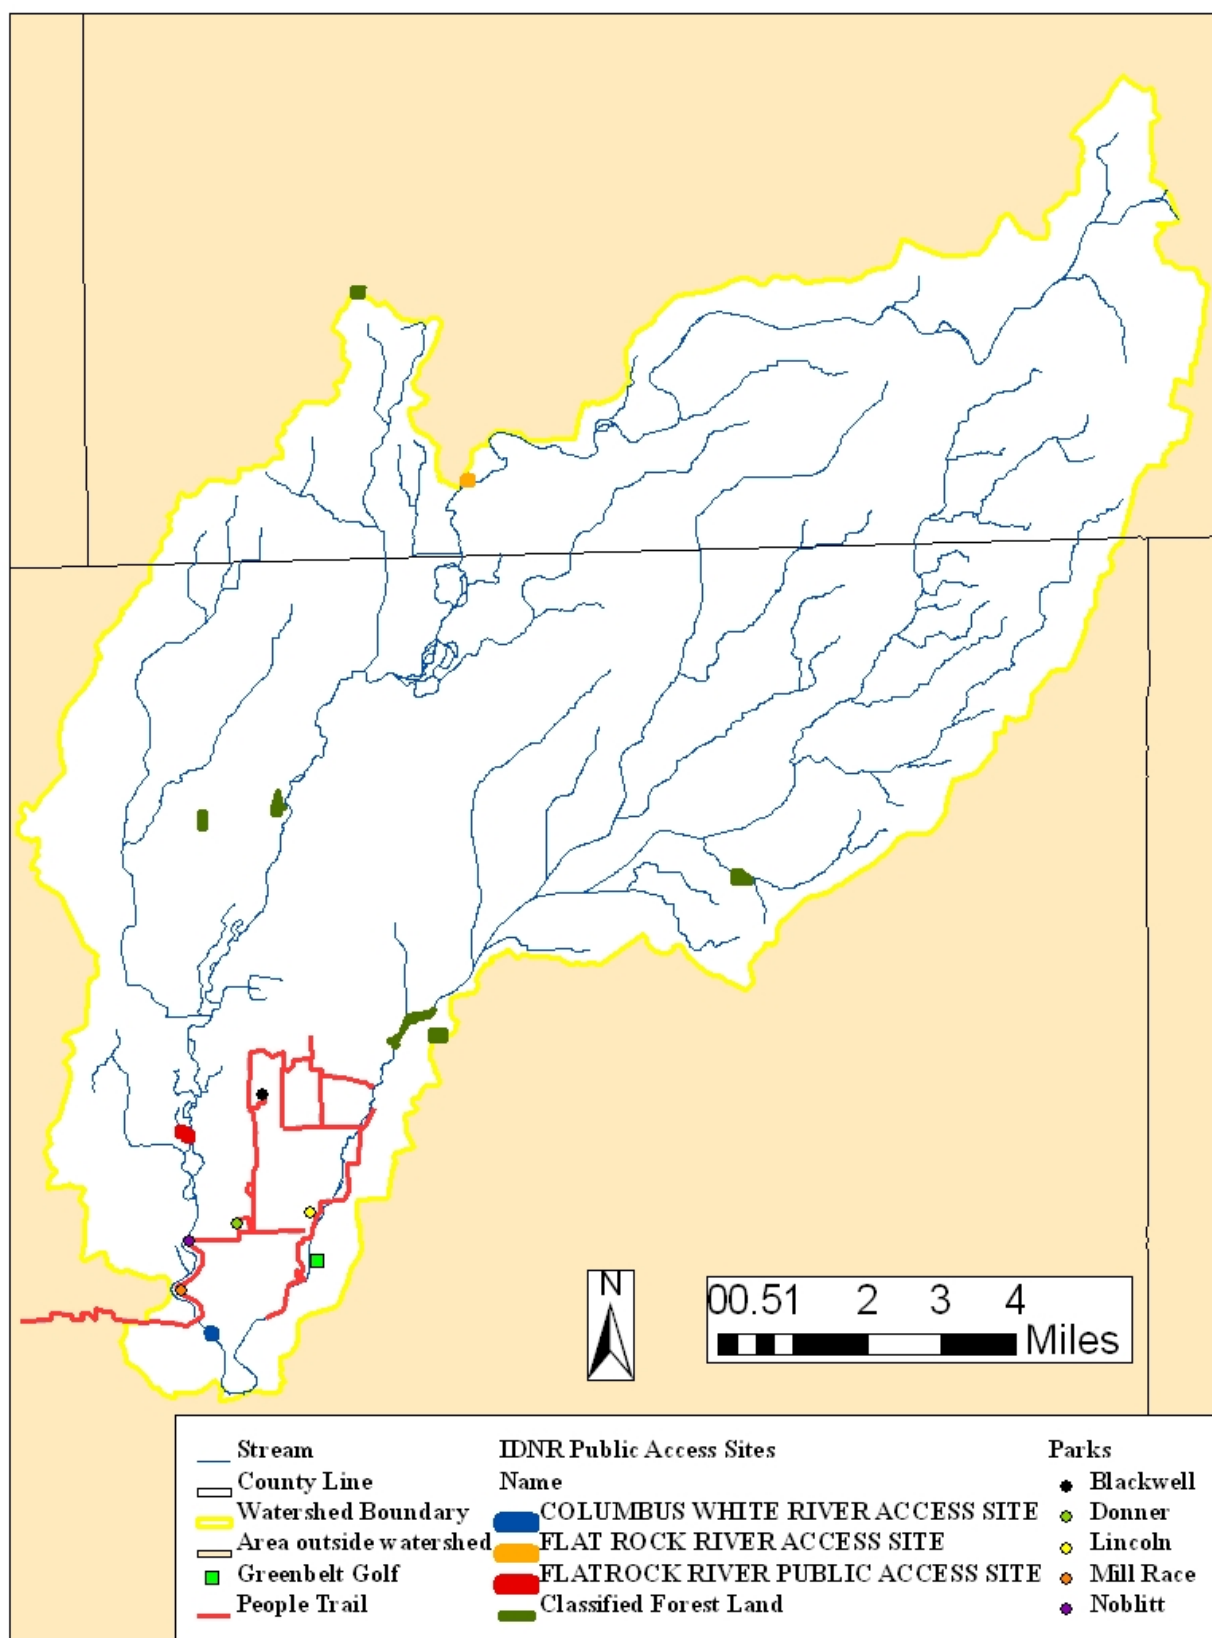 N
00.51 2 3 4
Miles
Stream IDNR Public Access Sites Parks
County Line Name Blackwell
Watershed Boundary COLUMBUS WHITE RIVER ACCESS SITE Donner
Area outside watershed FLAT ROCK RIVER ACCESS SITE Lincoln
Greenbelt Golf FLATROCK RIVER PUBLIC ACCESS SITE Mill Race
People Trail Classified Forest Land Noblitt